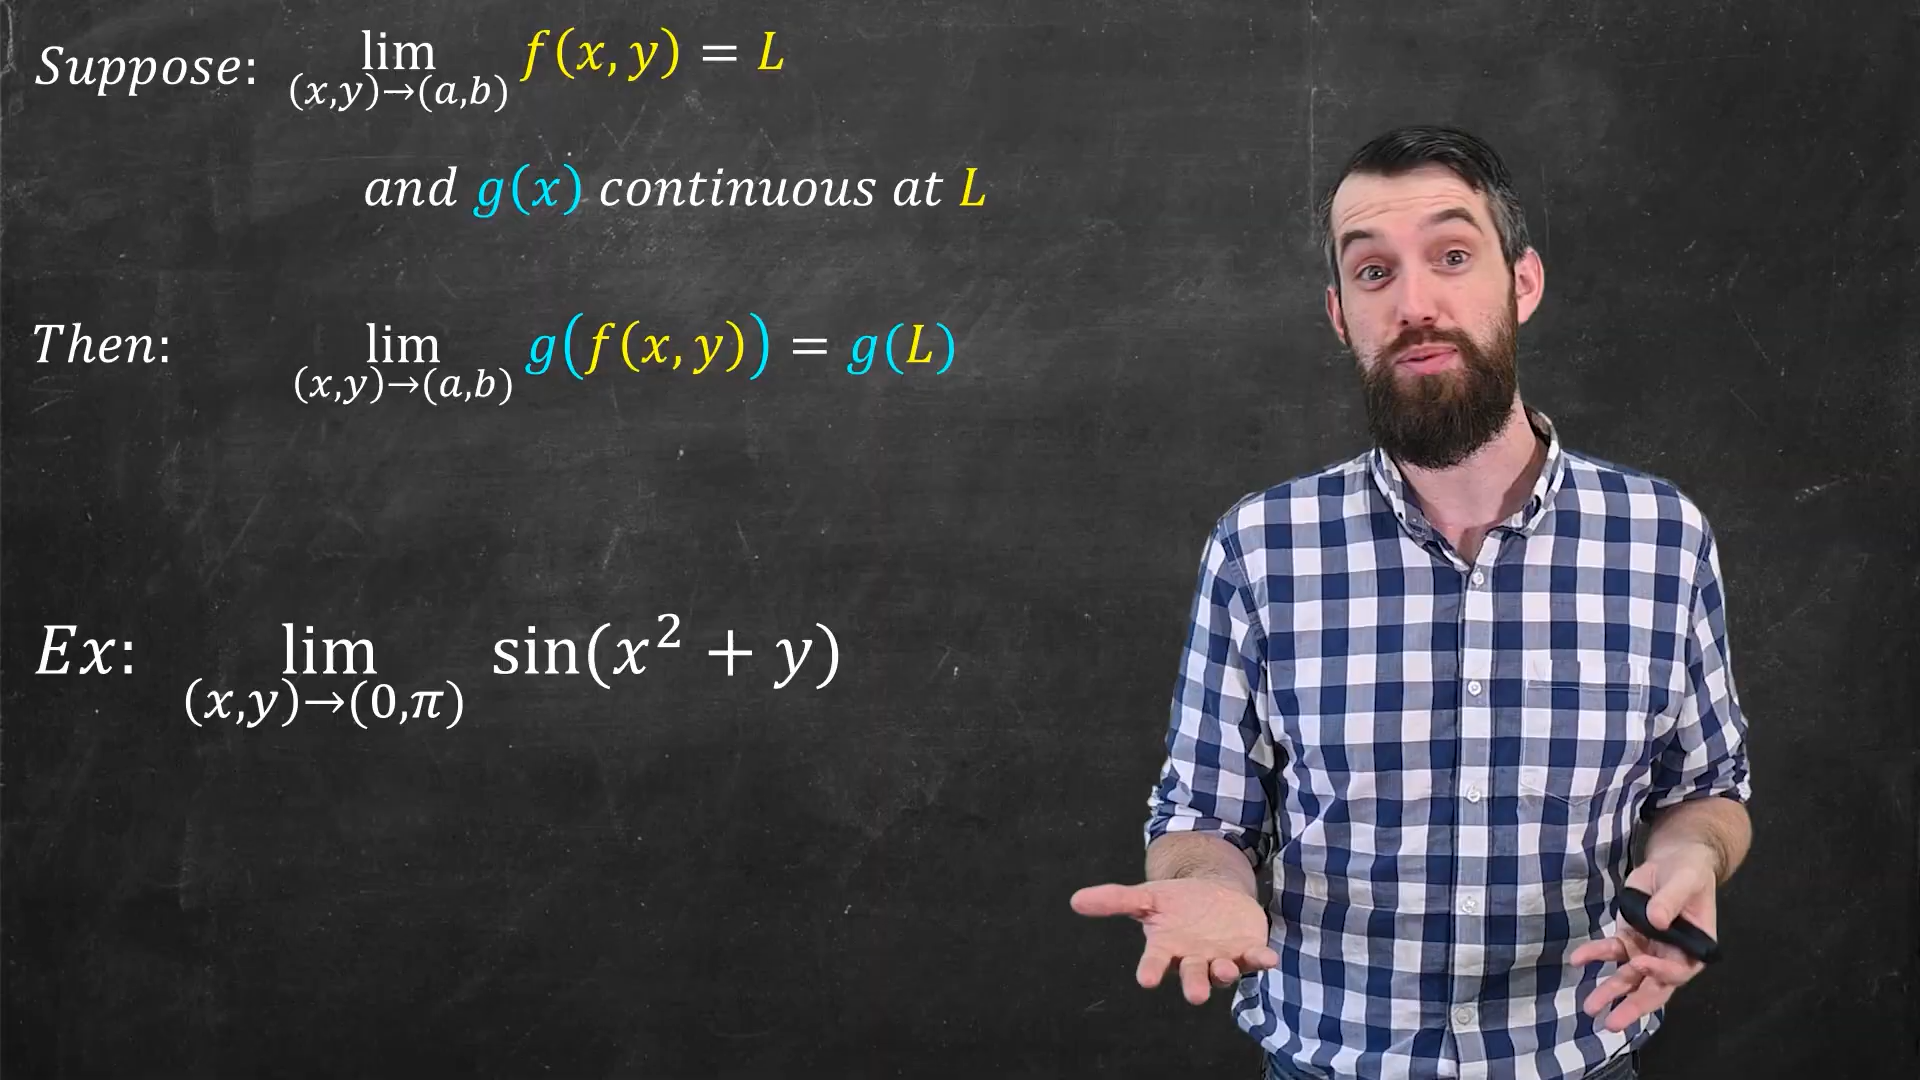 Suppose: lim f(x, y) = L
(x,y)→(a,b)
and g(x) continuous at L
Then: lim g(f(x, y)) = g(L)
(x,y)→(a,b)
Ex: lim sin(x² + y)
(x,y)→(0,π)